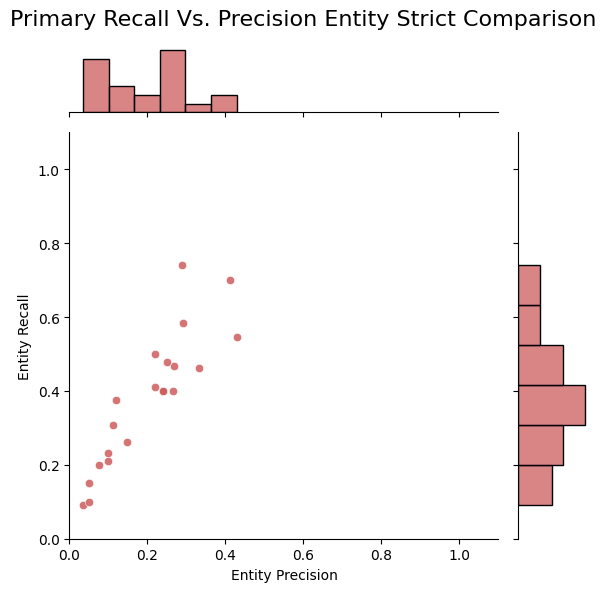 Primary Recall Vs. Precision Entity Strict Comparison
1.0
0.8
0.6
0.4
0.2
0.0
Entity Recall
0.0 0.2 0.4 0.6 0.8 1.0
Entity Precision